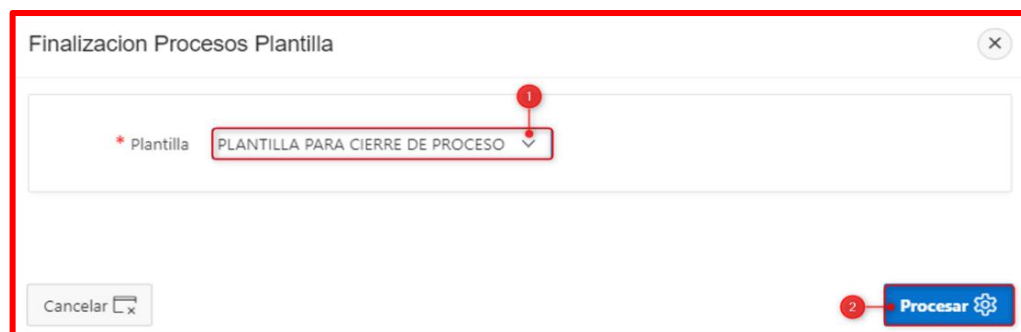 Finalizacion Procesos Plantilla
1
* Plantilla PLANTILLA PARA CIERRE DE PROCESO
Cancelar 2 Procesar